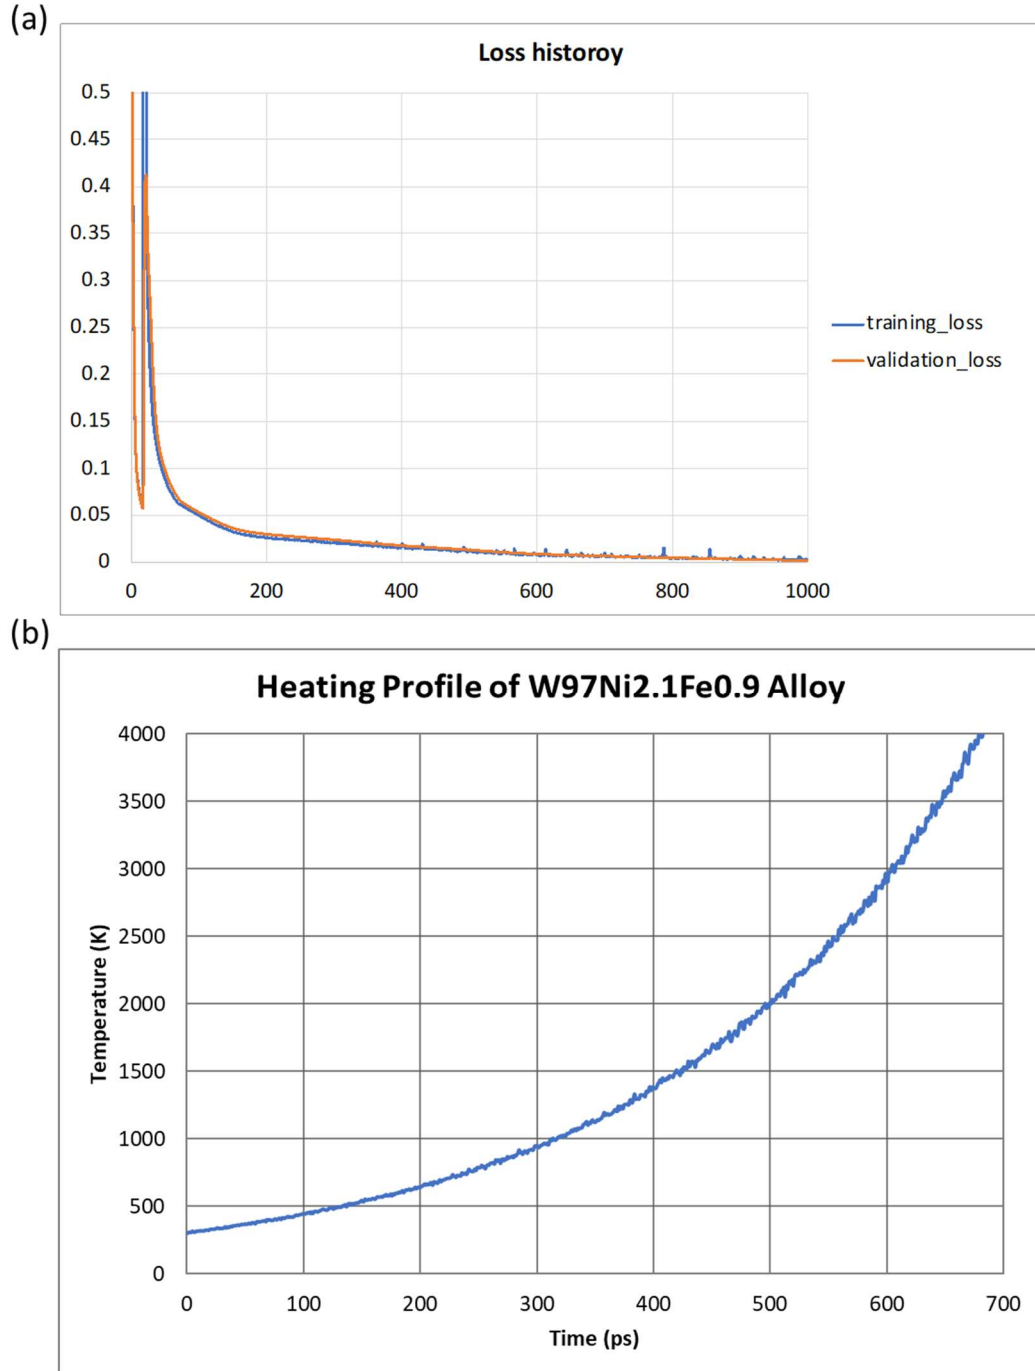 (a)
Loss historoy
0.5
0.45
0.4
0.35
0.3
0.25
0.2
0.15
0.1
0.05
0
0 200 400 600 800 1000
training_loss
validation_loss
(b)
Heating Profile of W97Ni2.1Fe0.9 Alloy
4000
3500
3000
2500
2000
1500
1000
500
0
Temperature (K)
0 100 200 300 400 500 600 700
Time (ps)